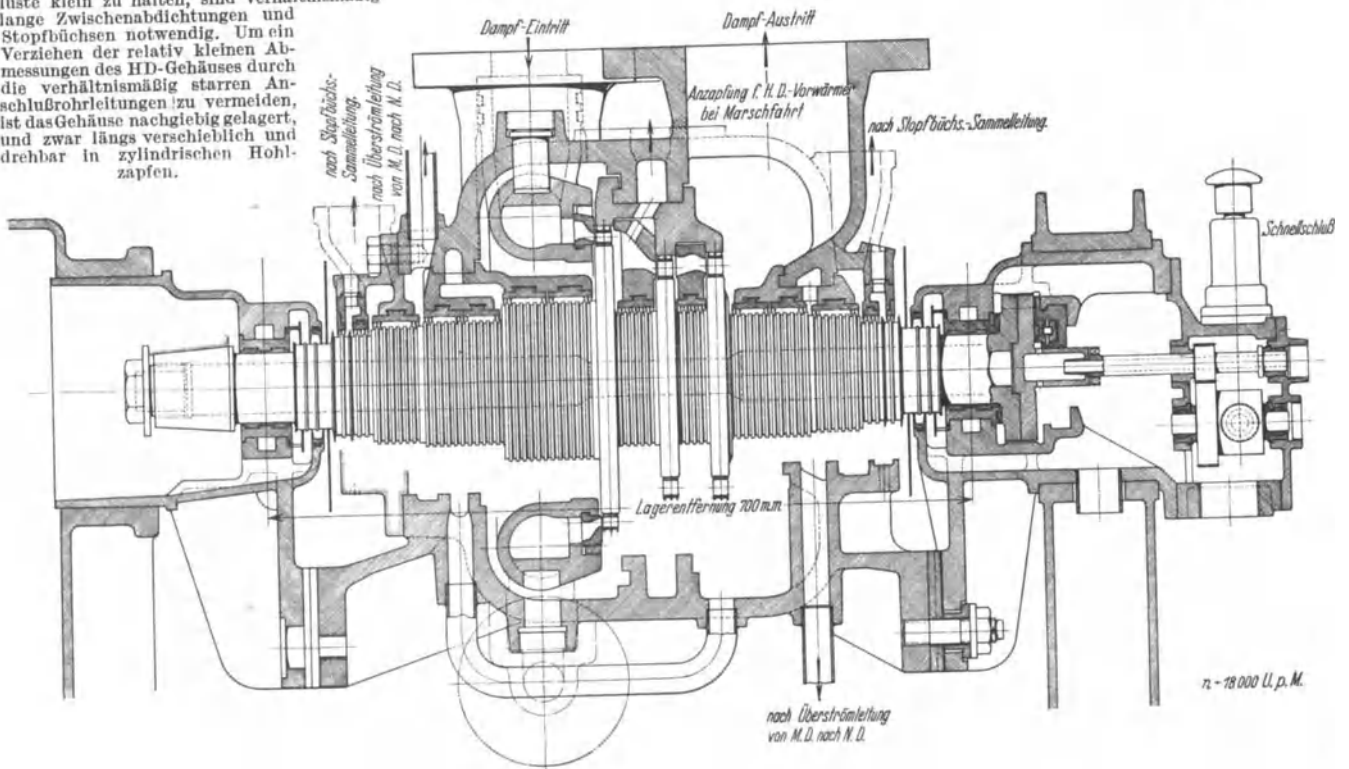 lange Zwischenabdichtungen und
Stopfbüchsen notwendig. Um ein
Verziehen der relativ kleinen Ab-
messungen des HD-Gehäuses durch
die verhältnismäßig starren An-
schlußrohrleitungen zu vermeiden,
ist das Gehäuse nachgiebig gelagert,
und zwar längs verschieblich und
drehbar in zylindrischen Hohl-
zapfen.
Dampf-Eintritt
Dampf-Austritt
nach Stopfbüchs.-
Sammelleitung.
nach Überströmleitung
von M.D. nach N.D.
Anzapfung f. H.D.-Vorwärmer
bei Marschfahrt
nach Stopfbüchs.-Sammelleitung.
Schnellschluß
Lagerentfernung 700 mm
nach Überströmleitung
von M.D. nach N.D.
n = 18000 U.p.M.